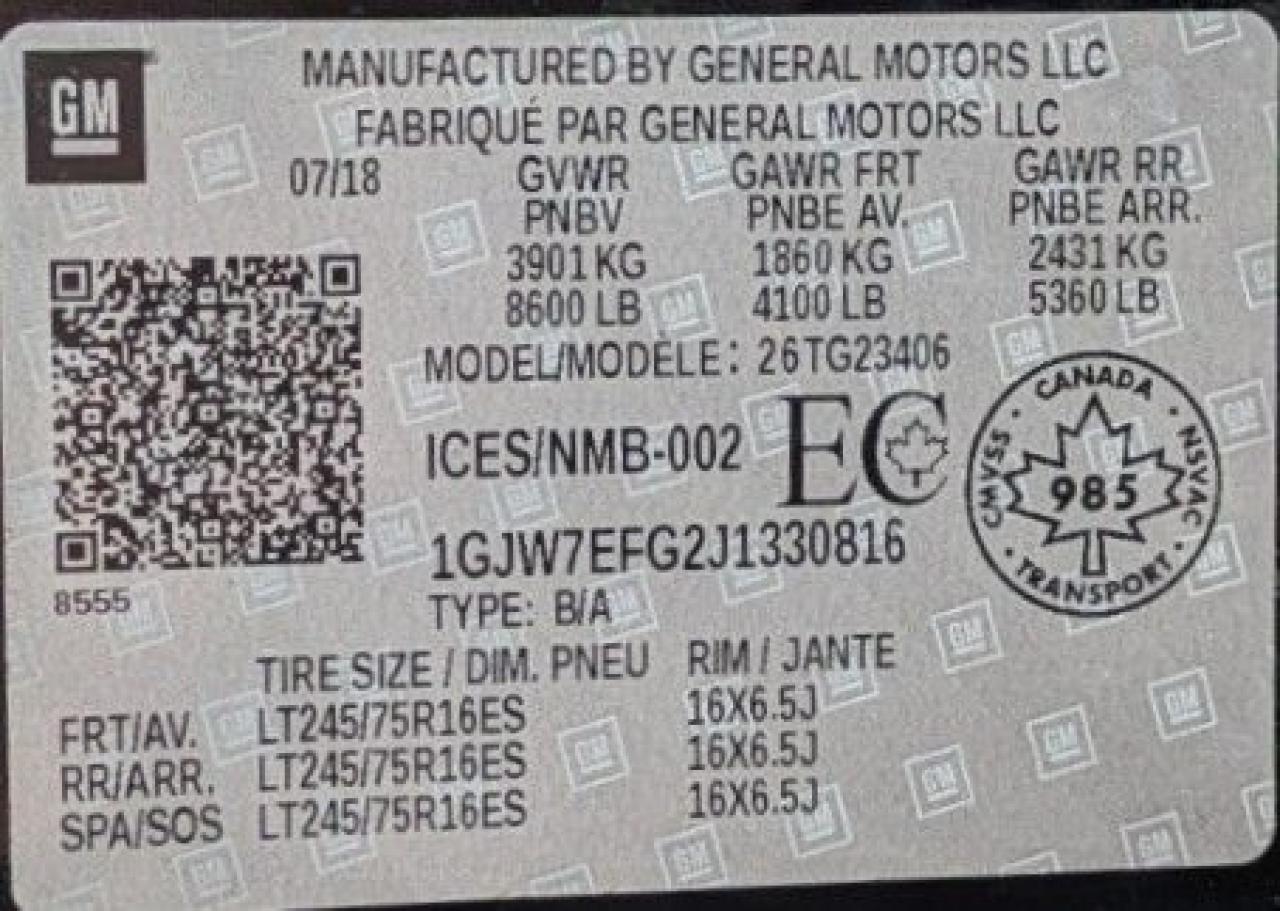 GM
MANUFACTURED BY GENERAL MOTORS LLC
FABRIQUÉ PAR GENERAL MOTORS LLC
07/18 GVWR GAWR FRT GAWR RR
PNBV PNBE AV. PNBE ARR.
3901 KG 1860 KG 2431 KG
8600 LB 4100 LB 5360 LB
MODEL/MODÈLE: 26TG23406
ICES/NMB-002 EC
CANADA
CMVSS 985 NSVAC
TRANSPORT
1GJW7EFG2J1330816
8555
TYPE: B/A
TIRE SIZE / DIM. PNEU RIM / JANTE
FRT/AV. LT245/75R16ES 16X6.5J
RR/ARR. LT245/75R16ES 16X6.5J
SPA/SOS LT245/75R16ES 16X6.5J